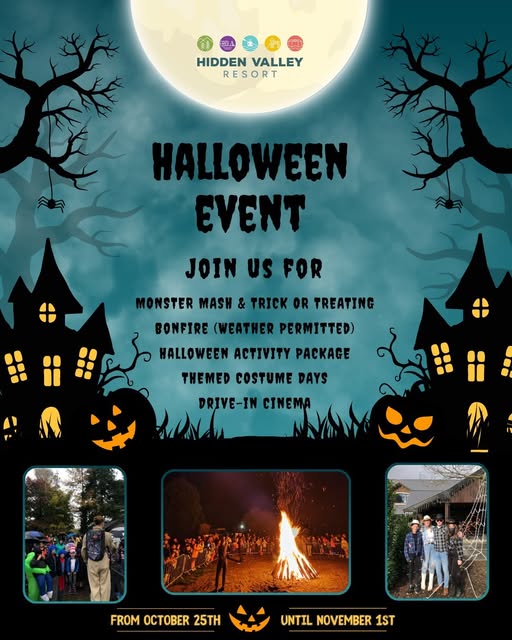 HIDDEN VALLEY
RESORT
HALLOWEEN
EVENT
JOIN US FOR
MONSTER MASH & TRICK OR TREATING
BONFIRE (WEATHER PERMITTED)
HALLOWEEN ACTIVITY PACKAGE
THEMED COSTUME DAYS
DRIVE-IN CINEMA
FROM OCTOBER 25TH
UNTIL NOVEMBER 1ST